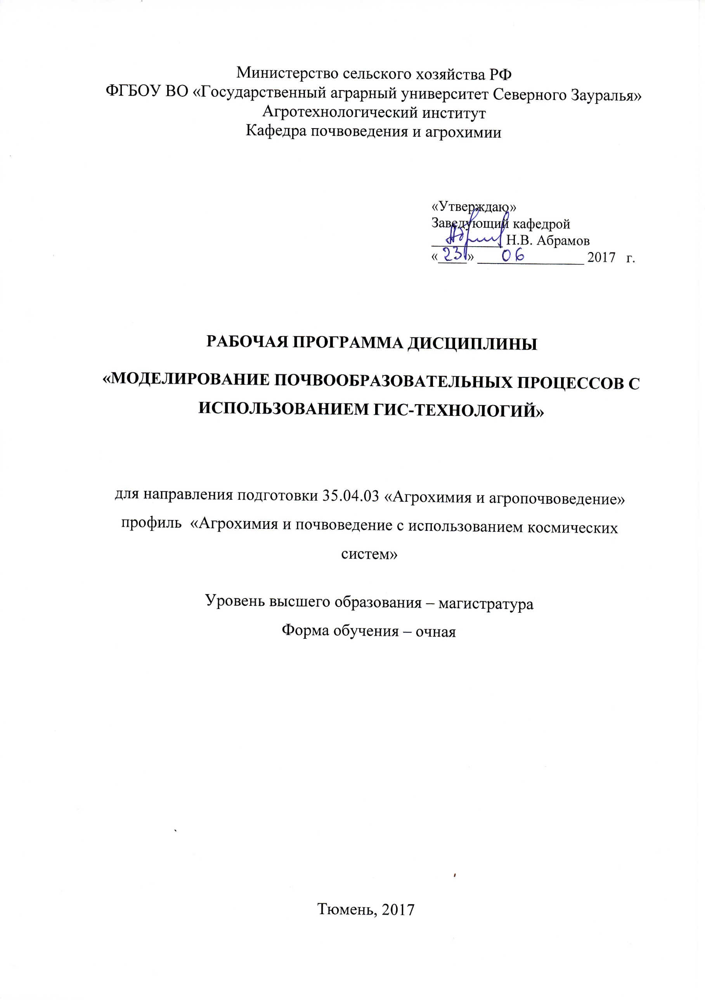 Министерство сельского хозяйства РФ
ФГБОУ ВО «Государственный аграрный университет Северного Зауралья»
Агротехнологический институт
Кафедра почвоведения и агрохимии
«Утверждаю»
Заведующий кафедрой
Н.В. Абрамов
«23» 06 2017 г.
РАБОЧАЯ ПРОГРАММА ДИСЦИПЛИНЫ
«МОДЕЛИРОВАНИЕ ПОЧВООБРАЗОВАТЕЛЬНЫХ ПРОЦЕССОВ С
ИСПОЛЬЗОВАНИЕМ ГИС-ТЕХНОЛОГИЙ»
для направления подготовки 35.04.03 «Агрохимия и агропочвоведение»
профиль «Агрохимия и почвоведение с использованием космических
систем»
Уровень высшего образования – магистратура
Форма обучения – очная
Тюмень, 2017